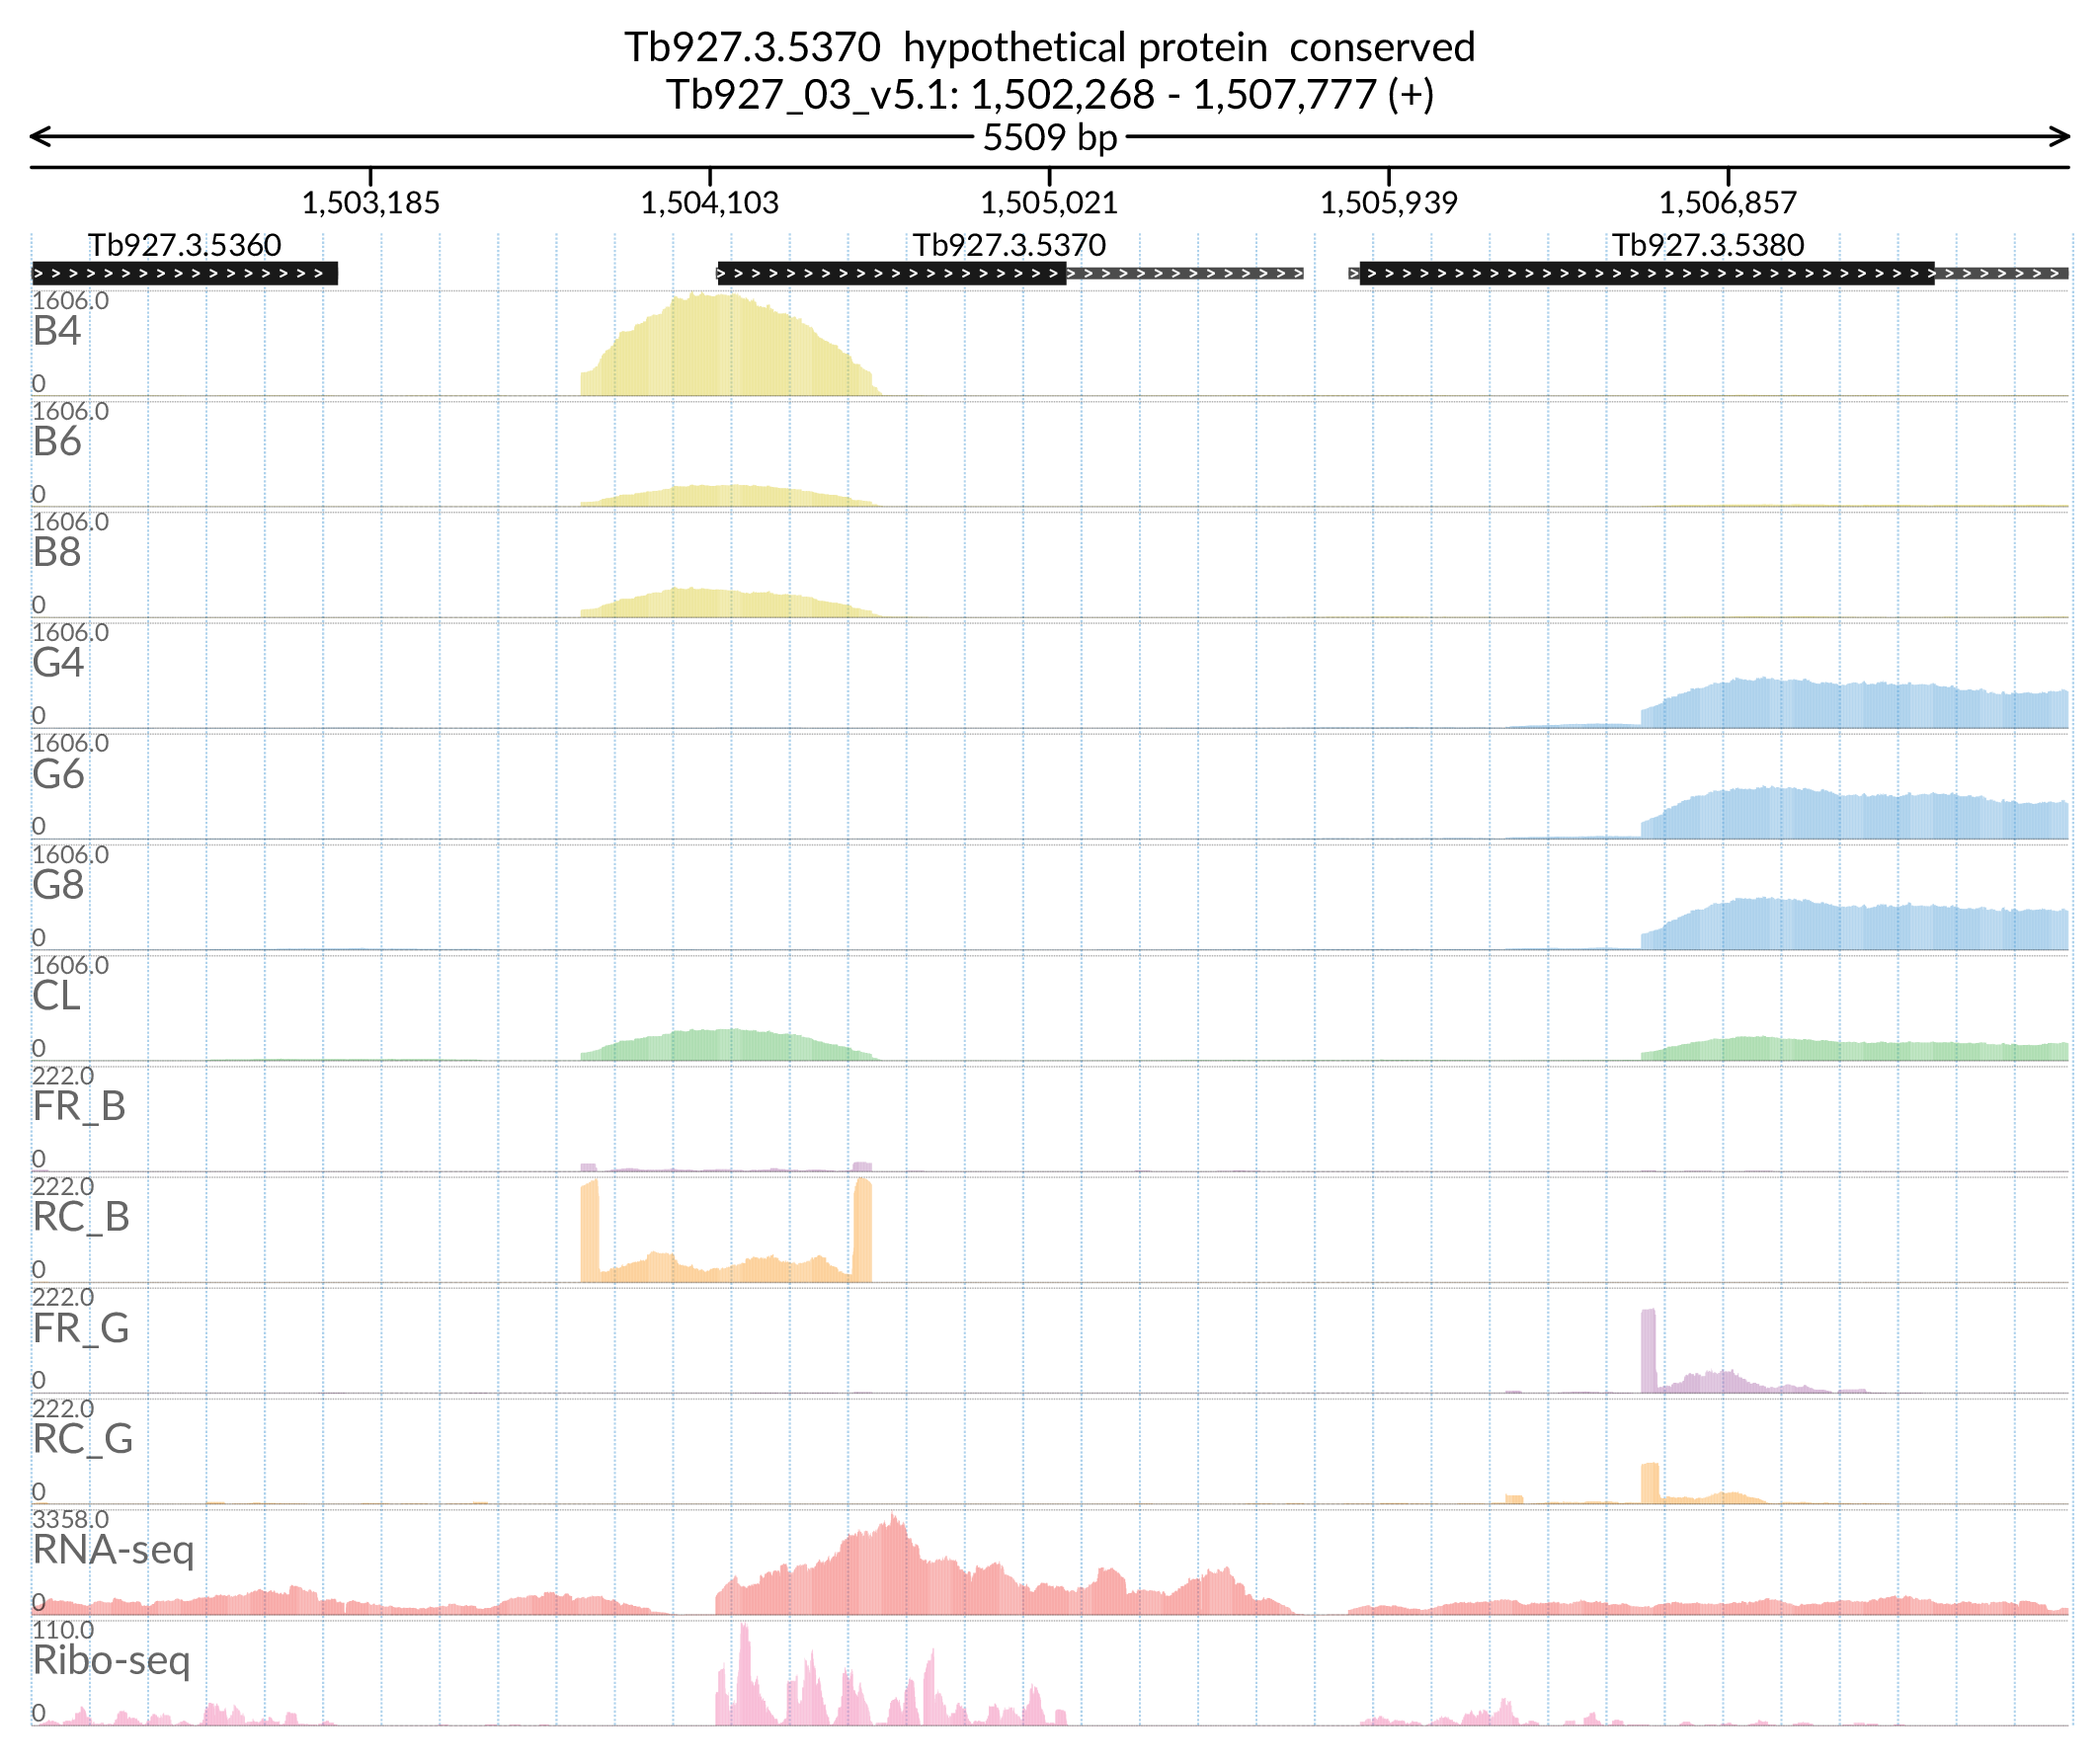 Tb927.3.5370  hypothetical protein  conserved
Tb927_03_v5.1: 1,502,268 - 1,507,777 (+)
5509 bp
1,503,185 1,504,103 1,505,021 1,505,939 1,506,857
Tb927.3.5360 Tb927.3.5370 Tb927.3.5380
1606.0
B4
0
1606.0
B6
0
1606.0
B8
0
1606.0
G4
0
1606.0
G6
0
1606.0
G8
0
1606.0
CL
0
222.0
FR_B
0
222.0
RC_B
0
222.0
FR_G
0
222.0
RC_G
0
3358.0
RNA-seq
0
110.0
Ribo-seq
0